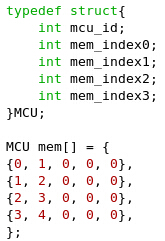 typedef struct{
    int mcu_id;
    int mem_index0;
    int mem_index1;
    int mem_index2;
    int mem_index3;
}MCU;

MCU mem[] = {
{0, 1, 0, 0, 0},
{1, 2, 0, 0, 0},
{2, 3, 0, 0, 0},
{3, 4, 0, 0, 0},
};